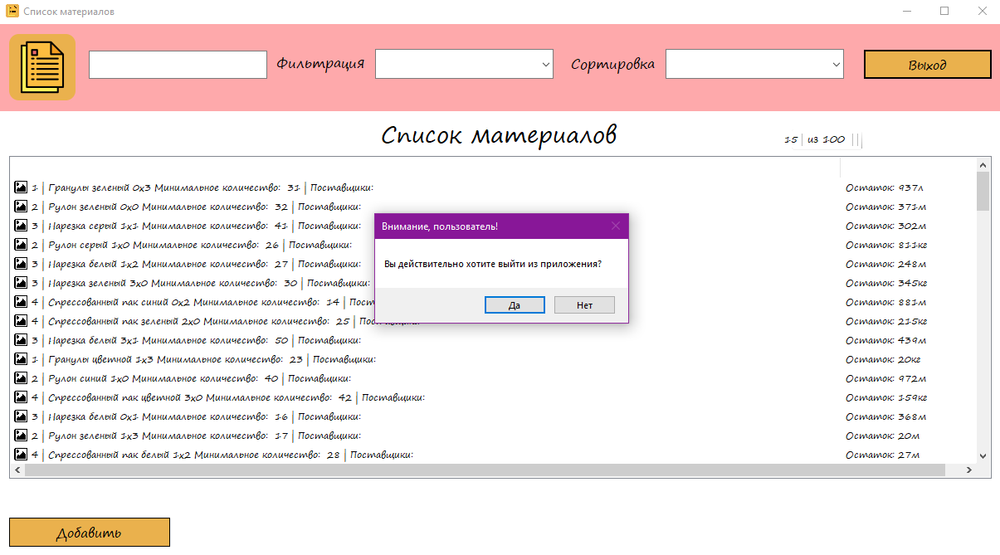 Список материалов
Фильтрация Сортировка Выход
Список материалов
15 из 100
1 | Гранулы зеленый 0x3 Минимальное количество: 31 | Поставщики: Остаток: 937л
2 | Рулон зеленый 0x0 Минимальное количество: 32 | Поставщики: Остаток: 371м
3 | Нарезка серый 1x1 Минимальное количество: 41 | Поставщики: Остаток: 302м
2 | Рулон серый 1x0 Минимальное количество: 26 | Поставщики: Остаток: 811кг
3 | Нарезка белый 1x2 Минимальное количество: 27 | Поставщики: Остаток: 248м
3 | Нарезка зеленый 3x0 Минимальное количество: 30 | Поставщики: Остаток: 345кг
4 | Спрессованный пак синий 0x2 Минимальное количество: 14 | Пост Остаток: 881м
4 | Спрессованный пак зеленый 2x0 Минимальное количество: 25 | Поставщики: Остаток: 215кг
3 | Нарезка белый 3x1 Минимальное количество: 50 | Поставщики: Остаток: 439м
1 | Гранулы цветной 1x3 Минимальное количество: 23 | Поставщики: Остаток: 20кг
2 | Рулон синий 1x0 Минимальное количество: 40 | Поставщики: Остаток: 972м
4 | Спрессованный пак цветной 3x0 Минимальное количество: 42 | Поставщики: Остаток: 159кг
3 | Нарезка белый 0x1 Минимальное количество: 16 | Поставщики: Остаток: 368м
2 | Рулон зеленый 1x3 Минимальное количество: 17 | Поставщики: Остаток: 20м
4 | Спрессованный пак белый 1x2 Минимальное количество: 28 | Поставщики: Остаток: 27м
Внимание, пользователь!
Вы действительно хотите выйти из приложения?
Да Нет
Добавить